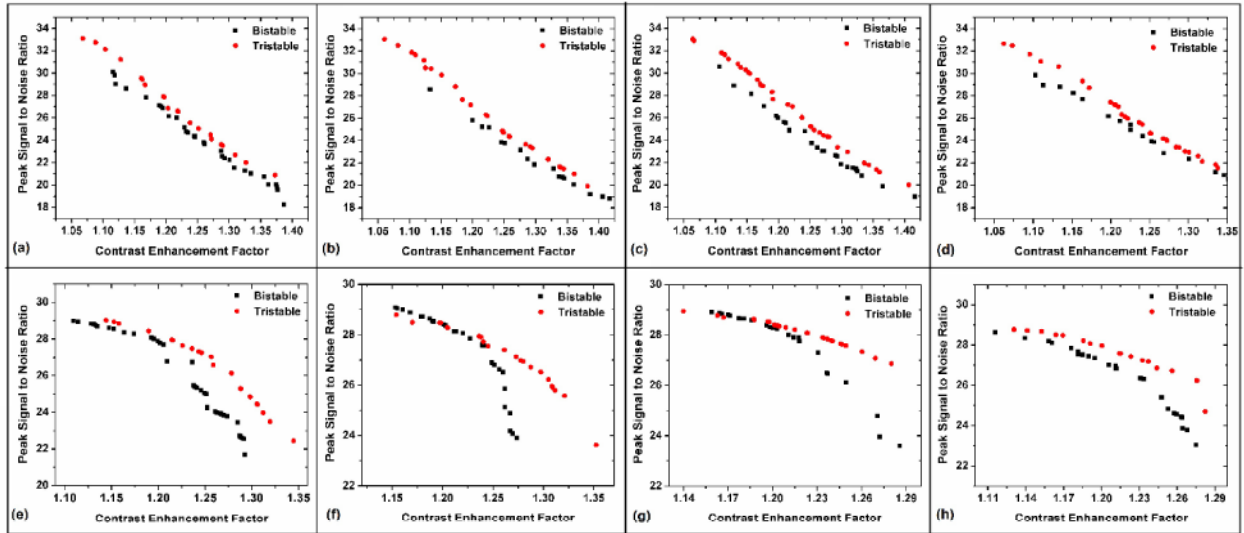 Peak Signal to Noise Ratio
34
32
30
28
26
24
22
20
18
Bistable
Tristable
1.05 1.10 1.15 1.20 1.25 1.30 1.35 1.40
(a) Contrast Enhancement Factor
Peak Signal to Noise Ratio
34
32
30
28
26
24
22
20
18
Bistable
Tristable
1.05 1.10 1.15 1.20 1.25 1.30 1.35 1.40
(b) Contrast Enhancement Factor
Peak Signal to Noise Ratio
34
32
30
28
26
24
22
20
18
Bistable
Tristable
1.05 1.10 1.15 1.20 1.25 1.30 1.35 1.40
(c) Contrast Enhancement Factor
Peak Signal to Noise Ratio
34
32
30
28
26
24
22
20
18
Bistable
Tristable
1.05 1.10 1.15 1.20 1.25 1.30 1.35
(d) Contrast Enhancement Factor
Peak Signal to Noise Ratio
30
28
26
24
22
20
Bistable
Tristable
1.10 1.15 1.20 1.25 1.30 1.35
(e) Contrast Enhancement Factor
Peak Signal to Noise Ratio
30
28
26
24
22
Bistable
Tristable
1.15 1.20 1.25 1.30 1.35
(f) Contrast Enhancement Factor
Peak Signal to Noise Ratio
30
28
26
24
22
Bistable
Tristable
1.14 1.17 1.20 1.23 1.26 1.29
(g) Contrast Enhancement Factor
Peak Signal to Noise Ratio
30
28
26
24
22
Bistable
Tristable
1.11 1.14 1.17 1.20 1.23 1.26 1.29
(h) Contrast Enhancement Factor